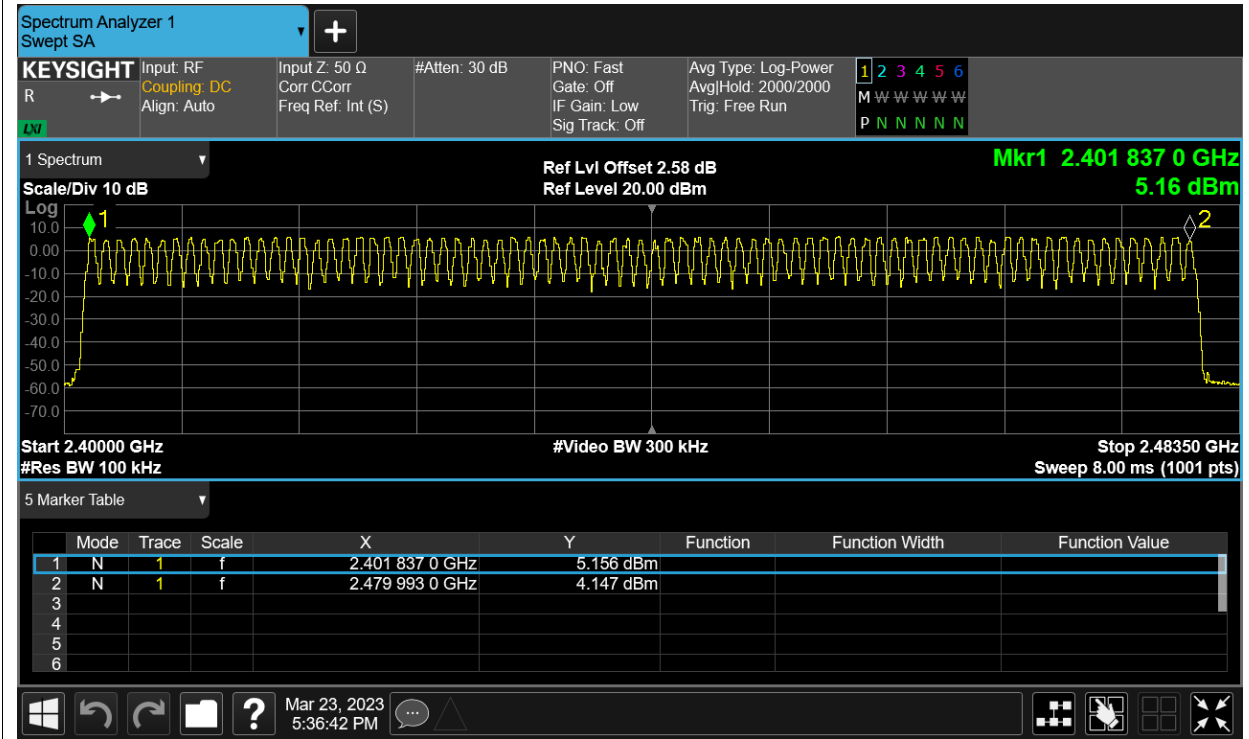 Spectrum Analyzer 1
Swept SA
+
KEYSIGHT Input: RF Input Z: 50 Ω #Atten: 30 dB PNO: Fast Avg Type: Log-Power 1 2 3 4 5 6
R Coupling: DC Corr CCorr Gate: Off Avg|Hold: 2000/2000 M W W W W W W
Align: Auto Freq Ref: Int (S) IF Gain: Low Trig: Free Run P N N N N N N
LXI Sig Track: Off
1 Spectrum Ref Lvl Offset 2.58 dB Mkr1 2.401 837 0 GHz
Scale/Div 10 dB Ref Level 20.00 dBm 5.16 dBm
Log
1 2
10.0
0.00
-10.0
-20.0
-30.0
-40.0
-50.0
-60.0
-70.0
Start 2.40000 GHz #Video BW 300 kHz Stop 2.48350 GHz
#Res BW 100 kHz Sweep 8.00 ms (1001 pts)
5 Marker Table
Mode Trace Scale X Y Function Function Width Function Value
1 N 1 f 2.401 837 0 GHz 5.156 dBm
2 N 1 f 2.479 993 0 GHz 4.147 dBm
3
4
5
6
? Mar 23, 2023
5:36:42 PM